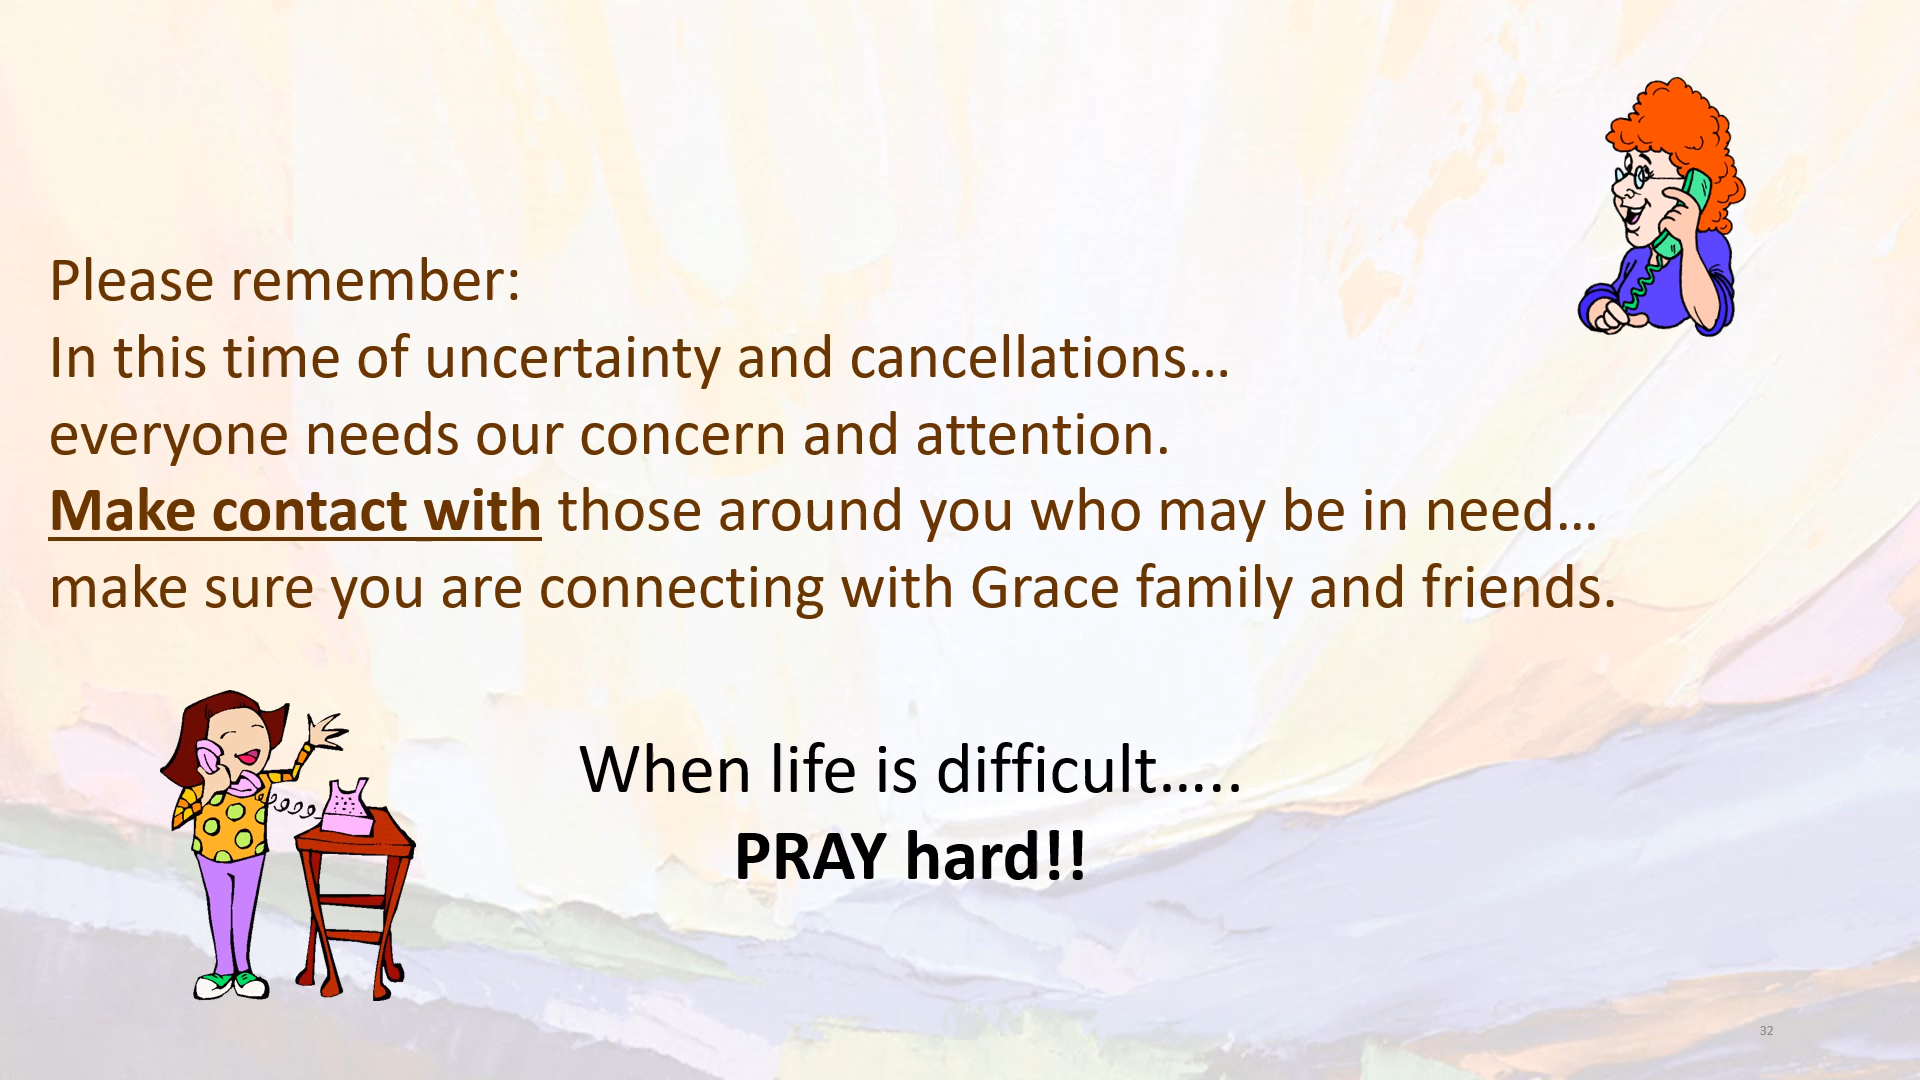 Please remember:
In this time of uncertainty and cancellations…
everyone needs our concern and attention.
Make contact with those around you who may be in need…
make sure you are connecting with Grace family and friends.
When life is difficult…..
PRAY hard!!
32